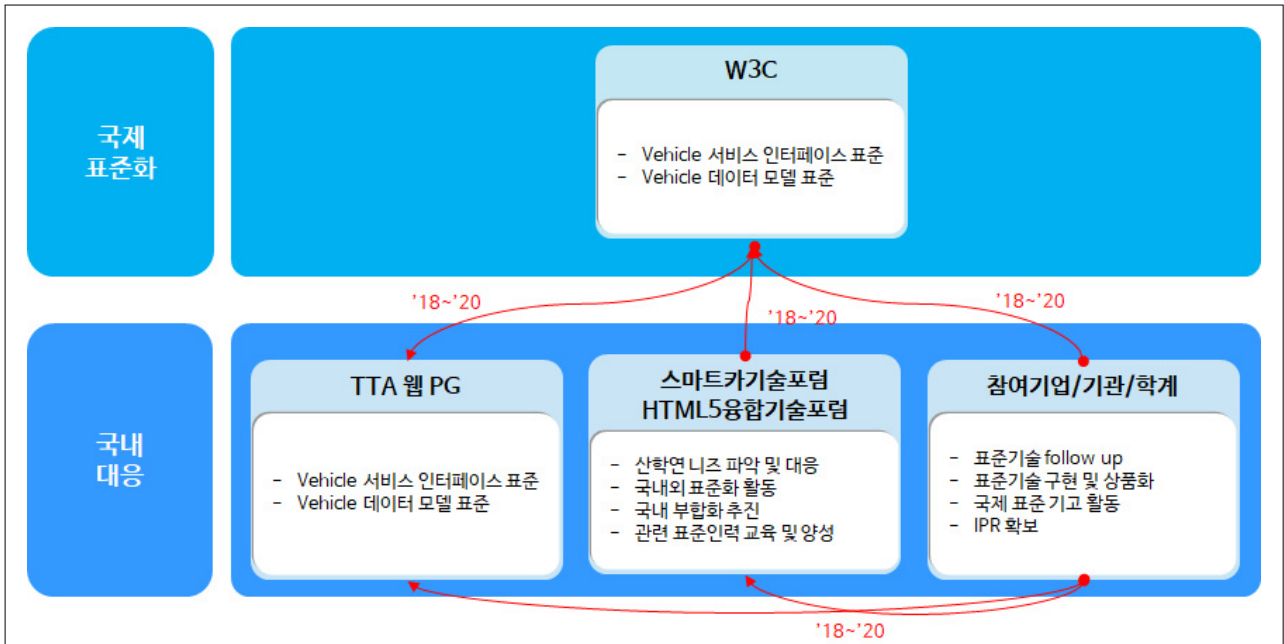 국제
표준화
W3C
- Vehicle 서비스 인터페이스 표준
- Vehicle 데이터 모델 표준
’18~’20
’18~’20
’18~’20
국내
대응
TTA 웹 PG
- Vehicle 서비스 인터페이스 표준
- Vehicle 데이터 모델 표준
스마트카기술포럼
HTML5융합기술포럼
- 산학연 니즈 파악 및 대응
- 국내외 표준화 활동
- 국내 부합화 추진
- 관련 표준인력 교육 및 양성
참여기업/기관/학계
- 표준기술 follow up
- 표준기술 구현 및 상품화
- 국제 표준 기고 활동
- IPR 확보
’18~’20